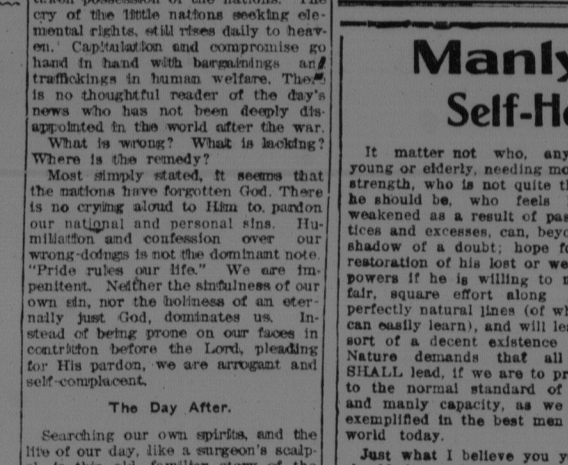 taken possession of the nations. The
cry of the little nations seeking ele-
mental rights, still rises daily to heav-
en. Capitulation and compromise go
hand in hand with bargainings and
traffickings in human welfare. There
is no thoughtful reader of the day's
news who has not been deeply dis-
appointed in the world after the war.
What is wrong? What is lacking?
Where is the remedy?
Most simply stated, it seems that
the nations have forgotten God. There
is no crying aloud to Him to, pardon
our national and personal sins. Hu-
miliation and confession over our
wrong-doings is not the dominant note.
"Pride rules our life." We are im-
penitent. Neither the sinfulness of our
own sin, nor the holiness of an eter-
nally just God, dominates us. In-
stead of being prone on our faces in
contrition before the Lord, pleading
for His pardon, we are arrogant and
self-complacent.
The Day After.
Searching our own spirits, and the
life of our day, like a surgeon's scalp-
Manly
Self-He
It matter not who, any
young or elderly, needing mo
strength, who is not quite th
he should be, who feels
weakened as a result of pas
tices and excesses, can, beyo
shadow of a doubt; hope fo
restoration of his lost or we
powers if he is willing to m
fair, square effort along
perfectly natural lines (of wh
can easily learn), and will lea
sort of a decent existence
Nature demands that all
SHALL lead, if we are to pr
to the normal standard of
and manly capacity, as we
exemplified in the best men
world today.
Just what I believe you y